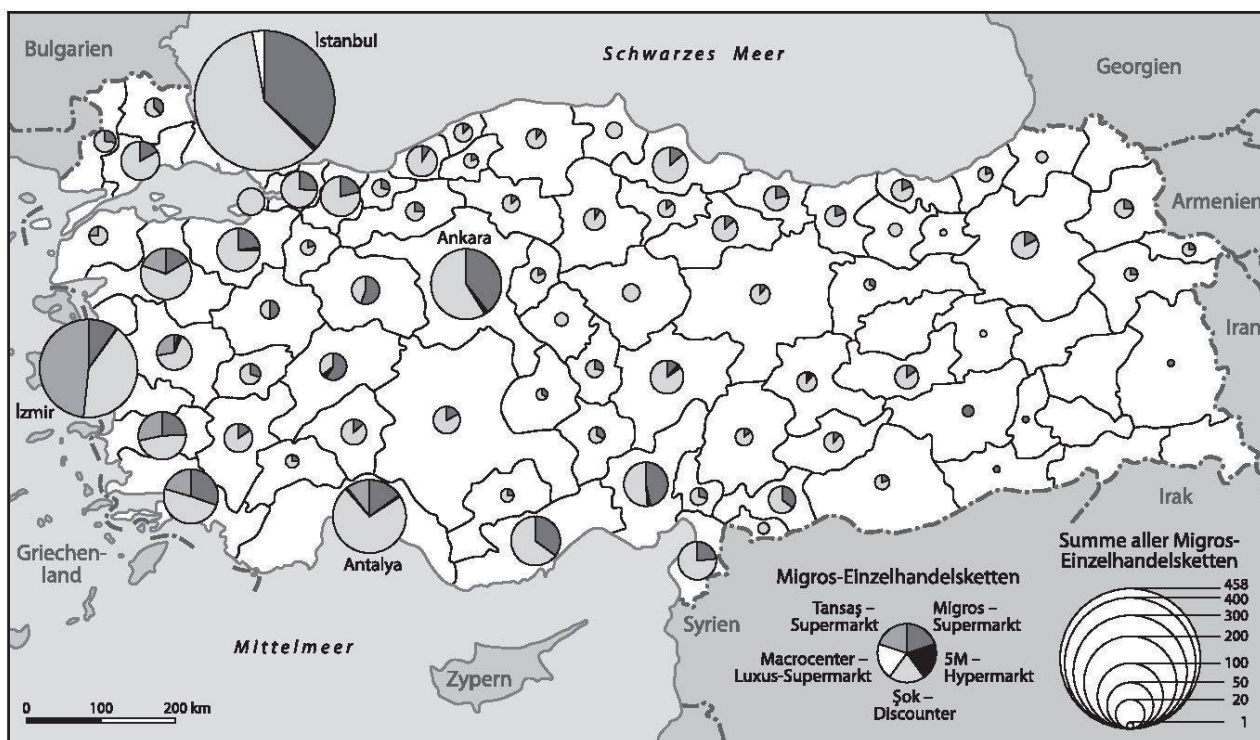 Bulgarien
İstanbul
Schwarzes Meer
Georgien
Armenien
Ankara
Iran
İzmir
Antalya
Irak
Griechen-
land
Syrien
Mittelmeer
Zypern
0 100 200 km
Migros-Einzelhandelsketten
Tansaş –
Supermarkt
Migros –
Supermarkt
Macrocenter –
Luxus-Supermarkt
5M –
Hypermarkt
Şok –
Discounter
Summe aller Migros-
Einzelhandelsketten
458
400
300
200
100
50
20
1